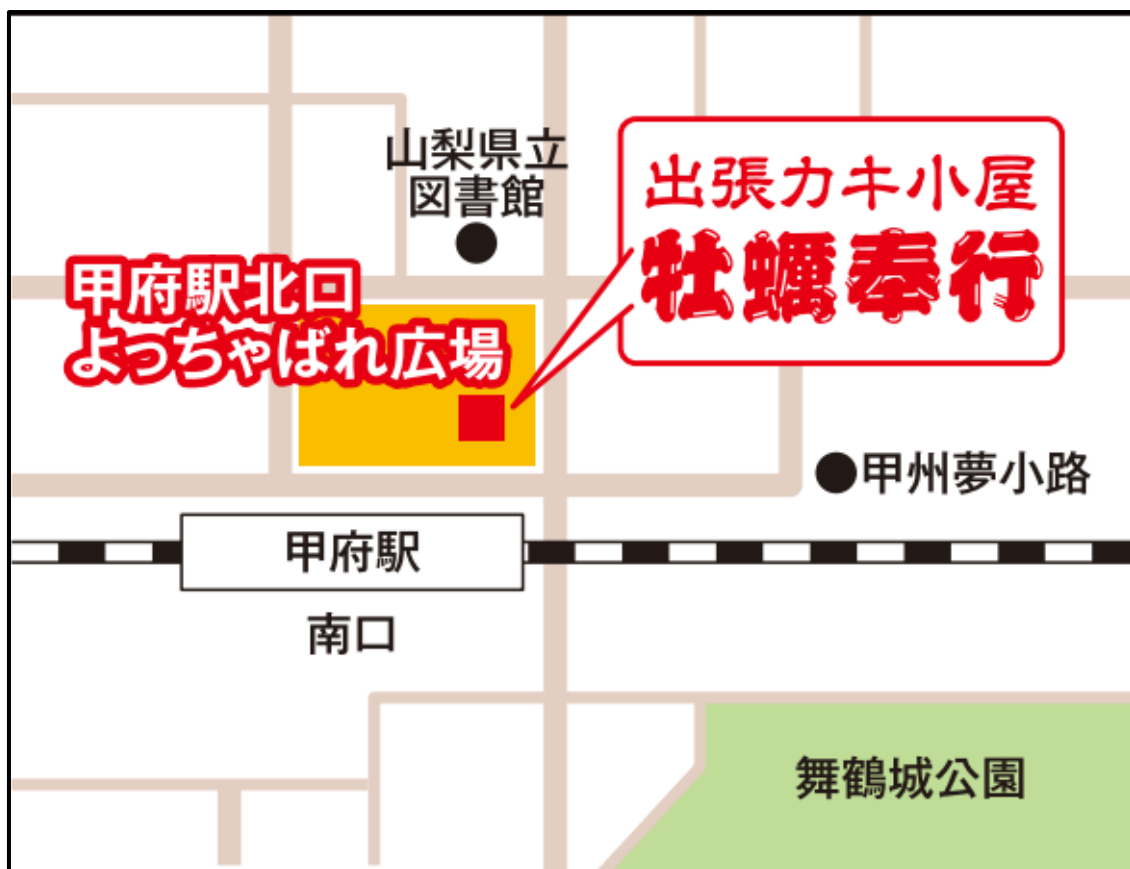 山梨県立
図書館
出張カキ小屋
牡蠣奉行
甲府駅北口
よっちゃばれ広場
甲州夢小路
甲府駅
南口
舞鶴城公園